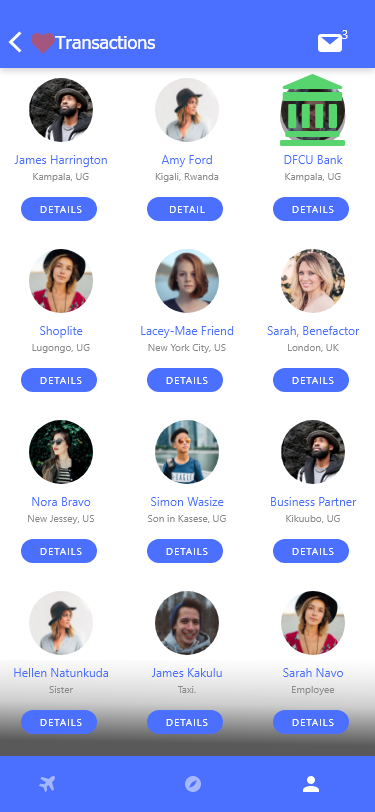 Transactions
3
James Harrington
Kampala, UG
DETAILS
Amy Ford
Kigali, Rwanda
DETAIL
DFCU Bank
Kampala, UG
DETAILS
Shoplite
Lugongo, UG
DETAILS
Lacey-Mae Friend
New York City, US
DETAILS
Sarah, Benefactor
London, UK
DETAILS
Nora Bravo
New Jessey, US
DETAILS
Simon Wasize
Son in Kasese, UG
DETAILS
Business Partner
Kikuubo, UG
DETAILS
Hellen Natunkuda
Sister
DETAILS
James Kakulu
Taxi.
DETAILS
Sarah Navo
Employee
DETAILS